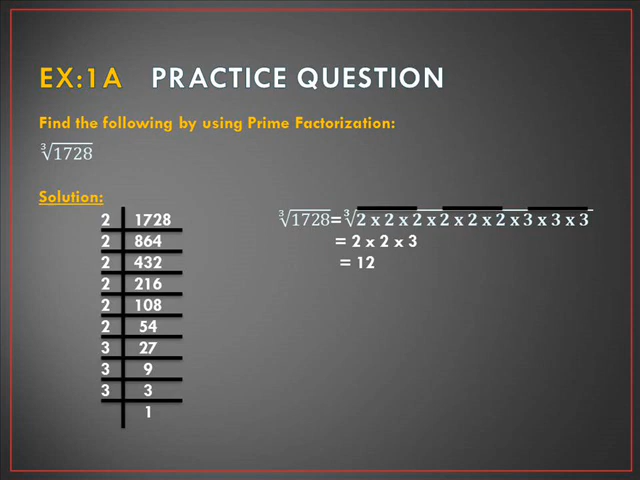 EX:1A PRACTICE QUESTION
Find the following by using Prime Factorization:
∛1728
Solution:
2 1728
2 864
2 432
2 216
2 108
2 54
3 27
3 9
3 3
1
∛1728=∛2 x 2 x 2 x 2 x 2 x 2 x 3 x 3 x 3
= 2 x 2 x 3
= 12